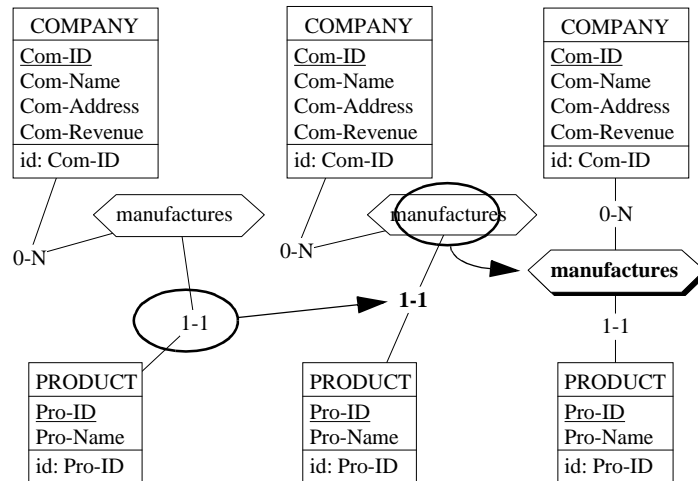 COMPANY
Com-ID
Com-Name
Com-Address
Com-Revenue
id: Com-ID
manufactures
0-N
1-1
PRODUCT
Pro-ID
Pro-Name
id: Pro-ID
COMPANY
Com-ID
Com-Name
Com-Address
Com-Revenue
id: Com-ID
manufactures
0-N
1-1
PRODUCT
Pro-ID
Pro-Name
id: Pro-ID
COMPANY
Com-ID
Com-Name
Com-Address
Com-Revenue
id: Com-ID
0-N
manufactures
1-1
PRODUCT
Pro-ID
Pro-Name
id: Pro-ID